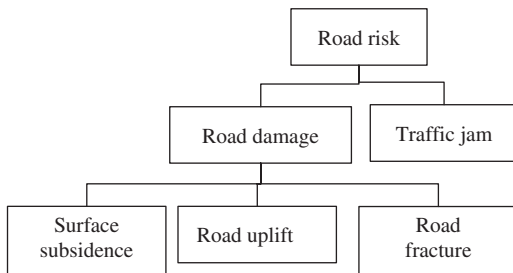 Road risk
Road damage
Traffic jam
Surface
subsidence
Road uplift
Road
fracture